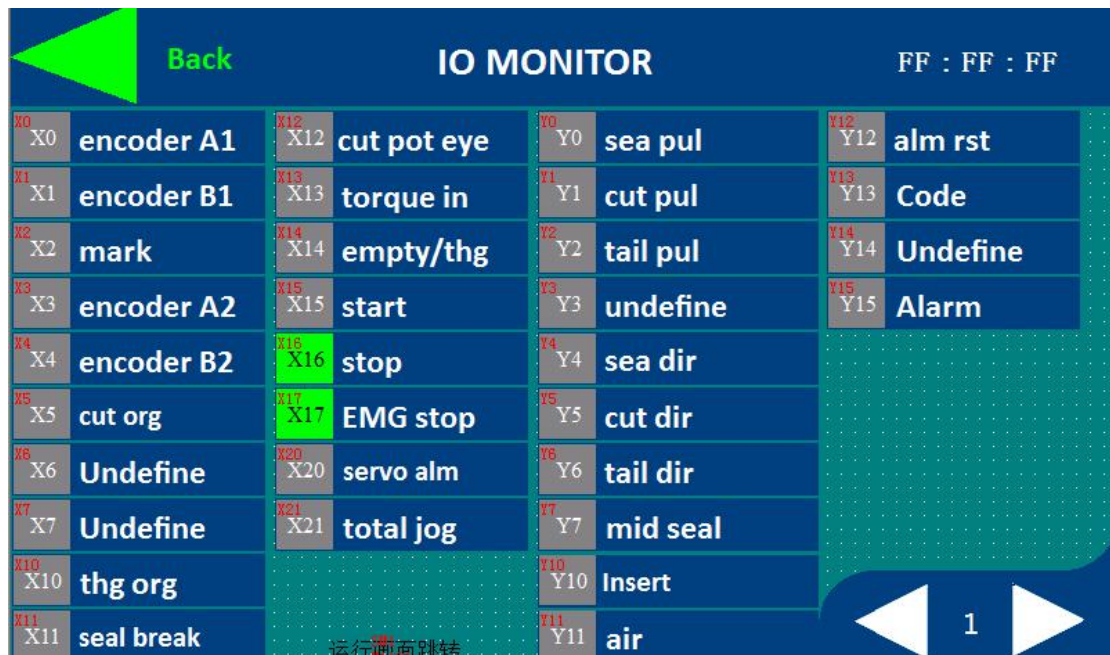 Back
IO MONITOR
FF : FF : FF
X0 X0 encoder A1
X1 X1 encoder B1
X2 X2 mark
X3 X3 encoder A2
X4 X4 encoder B2
X5 X5 cut org
X6 X6 Undefine
X7 X7 Undefine
X10 X10 thg org
X11 X11 seal break
X12 X12 cut pot eye
X13 X13 torque in
X14 X14 empty/thg
X15 X15 start
X16 X16 stop
X17 X17 EMG stop
X20 X20 servo alm
X21 X21 total jog
运行画面跳转
Y0 Y0 sea pul
Y1 Y1 cut pul
Y2 Y2 tail pul
Y3 Y3 undefine
Y4 Y4 sea dir
Y5 Y5 cut dir
Y6 Y6 tail dir
Y7 Y7 mid seal
Y10 Y10 Insert
Y11 Y11 air
Y12 Y12 alm rst
Y13 Y13 Code
Y14 Y14 Undefine
Y15 Y15 Alarm
1